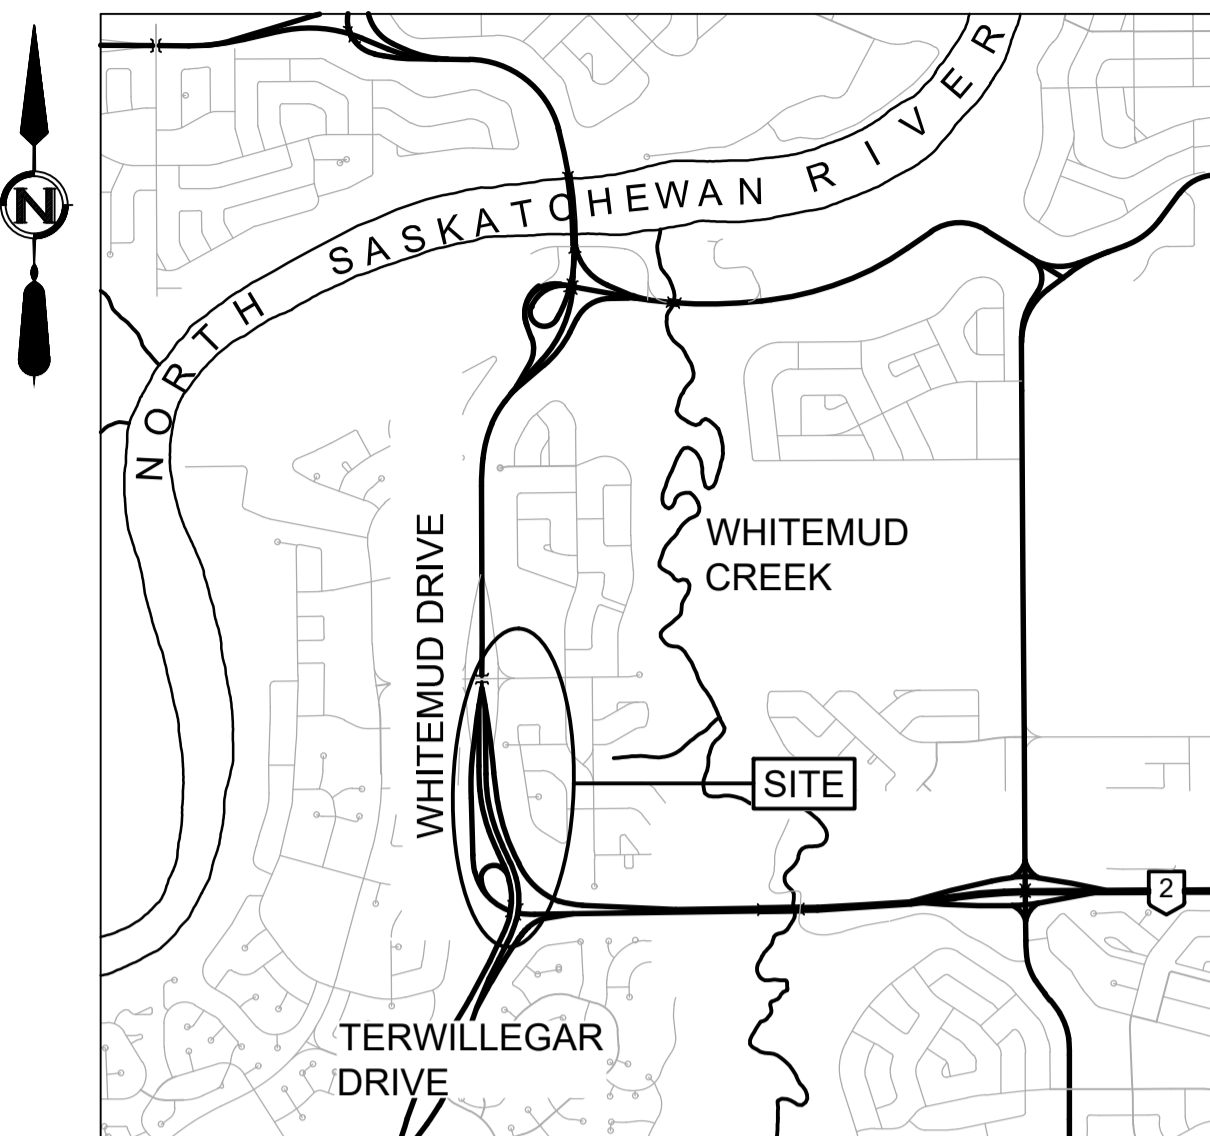 N
NORTH SASKATCHEWAN RIVER
WHITEMUD
CREEK
WHITEMUD DRIVE
SITE
2
TERWILLEGAR
DRIVE